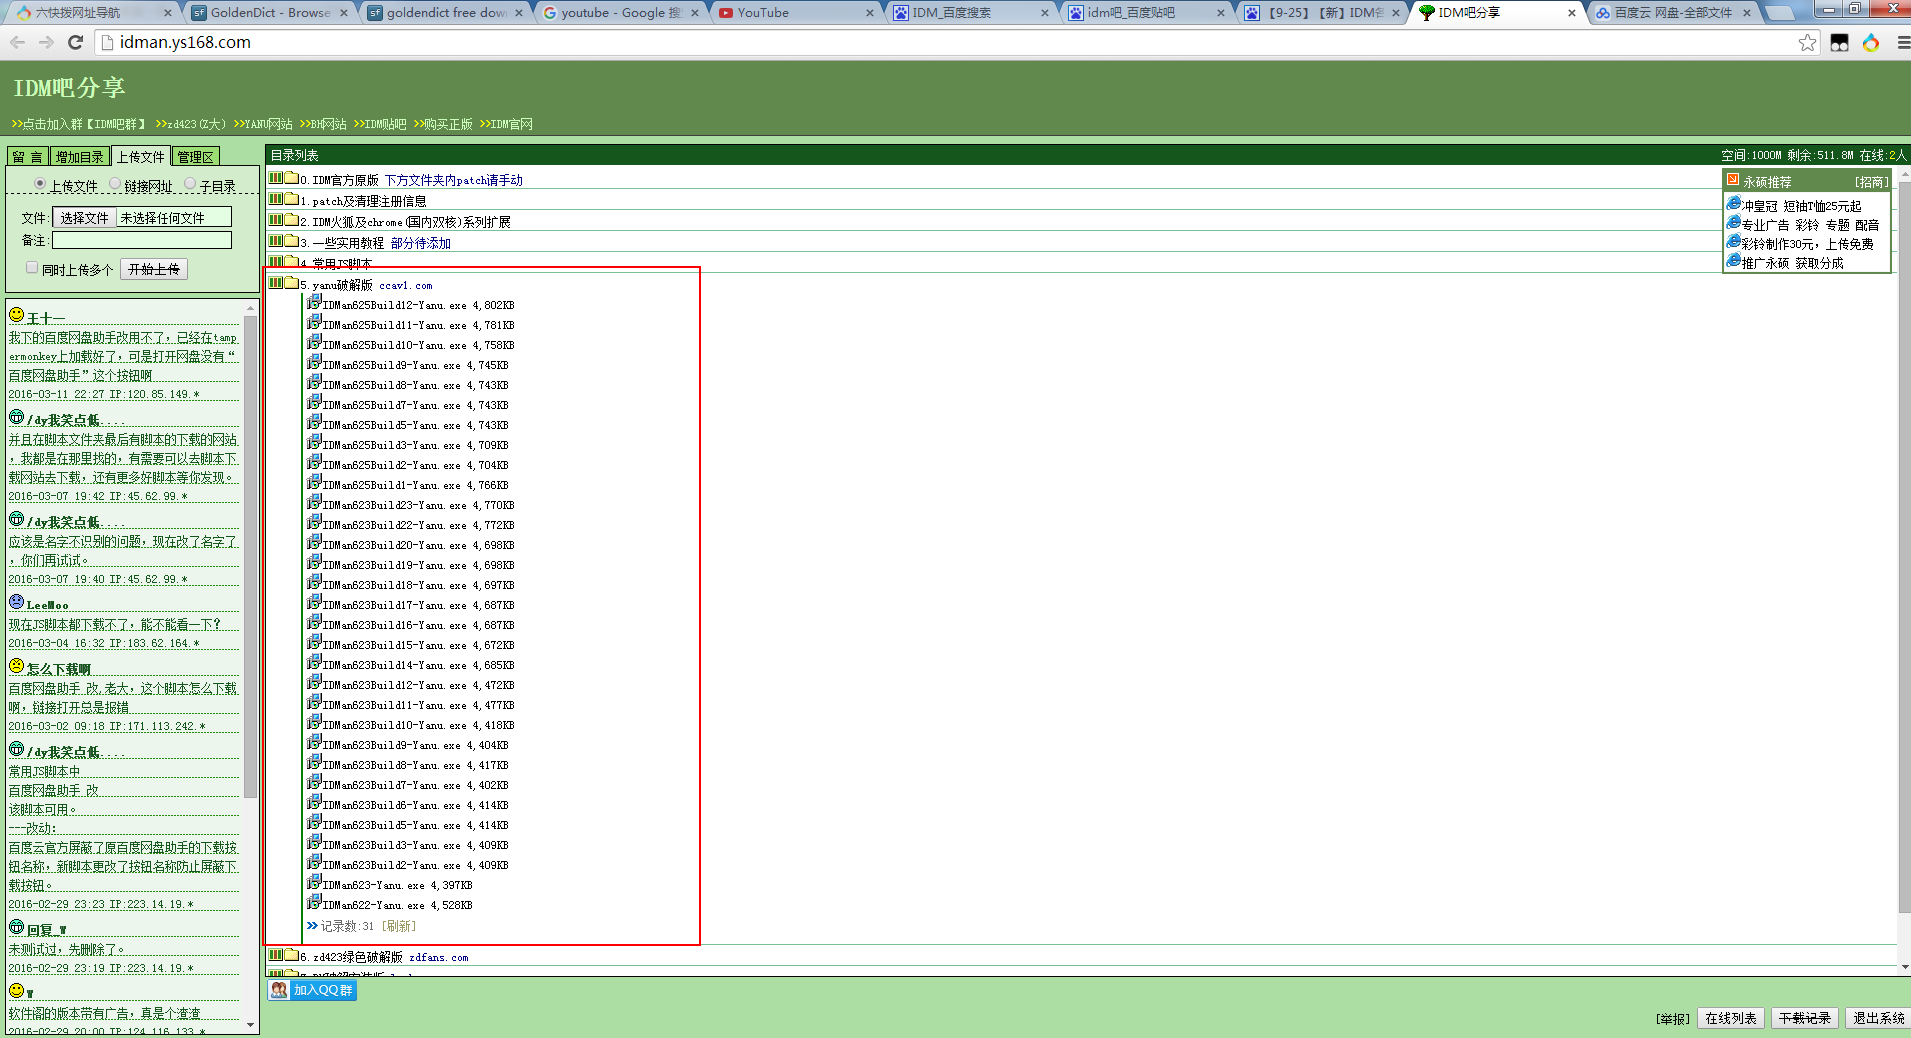 六快拨网址导航
GoldenDict - Browse
goldendict free dow
youtube - Google 搜
YouTube
IDM_百度搜索
idm吧_百度贴吧
【9-25】【新】IDM各
IDM吧分享
百度云 网盘-全部文件
idman.ys168.com
IDM吧分享
>>点击加入群【IDM吧群】 >>zd423(Z大) >>YANU网站 >>BH网站 >>IDM贴吧 >>购买正版 >>IDM官网
留 言 增加目录 上传文件 管理区
上传文件 链接网址 子目录
文件: 选择文件 未选择任何文件
备注:
同时上传多个 开始上传
王十一
我下的百度网盘助手改用不了，已经在tamp
ermonkey上加载好了，可是打开网盘没有“
百度网盘助手”这个按钮啊
2016-03-11 22:27 IP:120.85.149.*
/dy我笑点低....
并且在脚本文件夹最后有脚本的下载的网站
，我都是在那里找的，有需要可以去脚本下
载网站去下载，还有更多好脚本等你发现。
2016-03-07 19:42 IP:45.62.99.*
/dy我笑点低....
应该是名字不识别的问题，现在改了名字了
，你们再试试。
2016-03-07 19:40 IP:45.62.99.*
LeeMoo
现在JS脚本都下载不了，能不能看一下？
2016-03-04 16:32 IP:183.62.164.*
怎么下载啊
百度网盘助手 改,老大，这个脚本怎么下载
啊，链接打开总是报错
2016-03-02 09:18 IP:171.113.242.*
/dy我笑点低....
常用JS脚本中
百度网盘助手 改
该脚本可用。
---改动:
百度云官方屏蔽了原百度网盘助手的下载按
钮名称，新脚本更改了按钮名称防止屏蔽下
载按钮。
2016-02-29 23:23 IP:223.14.19.*
回复_W
未测试过，先删除了。
2016-02-29 23:19 IP:223.14.19.*
W
软件阁的版本带有广告，真是个渣渣
2016-02-29 20:00 IP:124.116.133.*
目录列表
空间:1000M 剩余:511.8M 在线:2人
0.IDM官方原版 下方文件夹内patch请手动
1.patch及清理注册信息
2.IDM火狐及chrome(国内双核)系列扩展
3.一些实用教程 部分待添加
4.常用JS脚本
5.yanu破解版 ccav1.com
IDMan625Build12-Yanu.exe 4,802KB
IDMan625Build11-Yanu.exe 4,781KB
IDMan625Build10-Yanu.exe 4,758KB
IDMan625Build9-Yanu.exe 4,745KB
IDMan625Build8-Yanu.exe 4,743KB
IDMan625Build7-Yanu.exe 4,743KB
IDMan625Build5-Yanu.exe 4,743KB
IDMan625Build3-Yanu.exe 4,709KB
IDMan625Build2-Yanu.exe 4,704KB
IDMan625Build1-Yanu.exe 4,766KB
IDMan623Build23-Yanu.exe 4,770KB
IDMan623Build22-Yanu.exe 4,772KB
IDMan623Build20-Yanu.exe 4,698KB
IDMan623Build19-Yanu.exe 4,698KB
IDMan623Build18-Yanu.exe 4,697KB
IDMan623Build17-Yanu.exe 4,687KB
IDMan623Build16-Yanu.exe 4,687KB
IDMan623Build15-Yanu.exe 4,672KB
IDMan623Build14-Yanu.exe 4,685KB
IDMan623Build12-Yanu.exe 4,472KB
IDMan623Build11-Yanu.exe 4,477KB
IDMan623Build10-Yanu.exe 4,418KB
IDMan623Build9-Yanu.exe 4,404KB
IDMan623Build8-Yanu.exe 4,417KB
IDMan623Build7-Yanu.exe 4,402KB
IDMan623Build6-Yanu.exe 4,414KB
IDMan623Build5-Yanu.exe 4,414KB
IDMan623Build3-Yanu.exe 4,409KB
IDMan623Build2-Yanu.exe 4,409KB
IDMan623-Yanu.exe 4,397KB
IDMan622-Yanu.exe 4,528KB
记录数:31 [刷新]
6.zd423绿色破解版 zdfans.com
永硕推荐 [招商]
冲皇冠 短袖T恤25元起
专业广告 彩铃 专题 配音
彩铃制作30元，上传免费
推广永硕 获取分成
加入QQ群
[举报] 在线列表 下载记录 退出系统